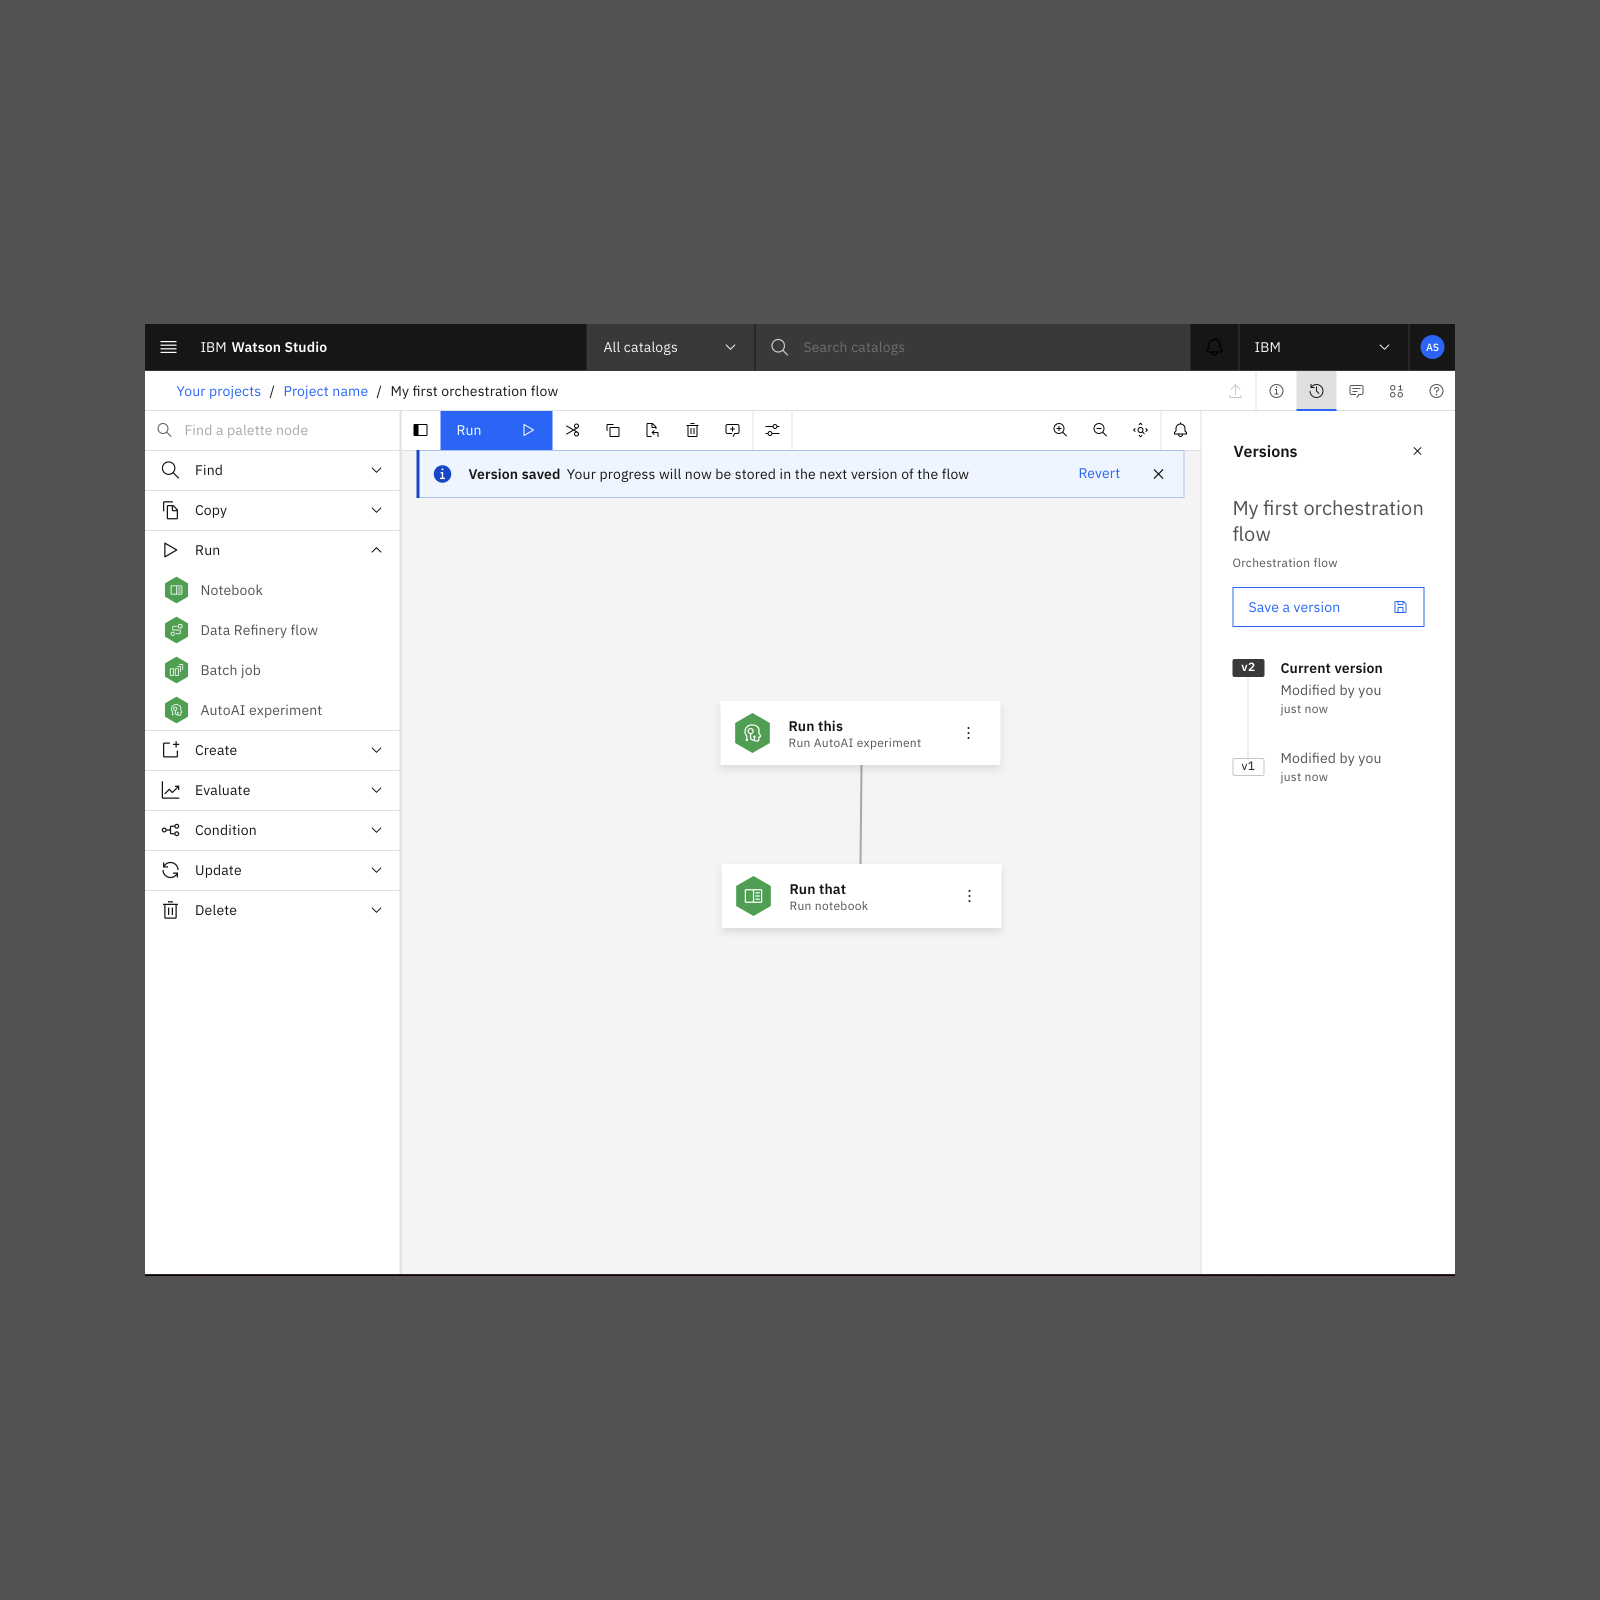 IBM Watson Studio
All catalogs
Search catalogs
IBM
AS
Your projects / Project name / My first orchestration flow
Find a palette node
Run
Find
Copy
Run
Notebook
Data Refinery flow
Batch job
AutoAI experiment
Create
Evaluate
Condition
Update
Delete
Version saved Your progress will now be stored in the next version of the flow
Revert
Run this
Run AutoAI experiment
Run that
Run notebook
Versions
My first orchestration
flow
Orchestration flow
Save a version
v2 Current version
Modified by you
just now
v1 Modified by you
just now